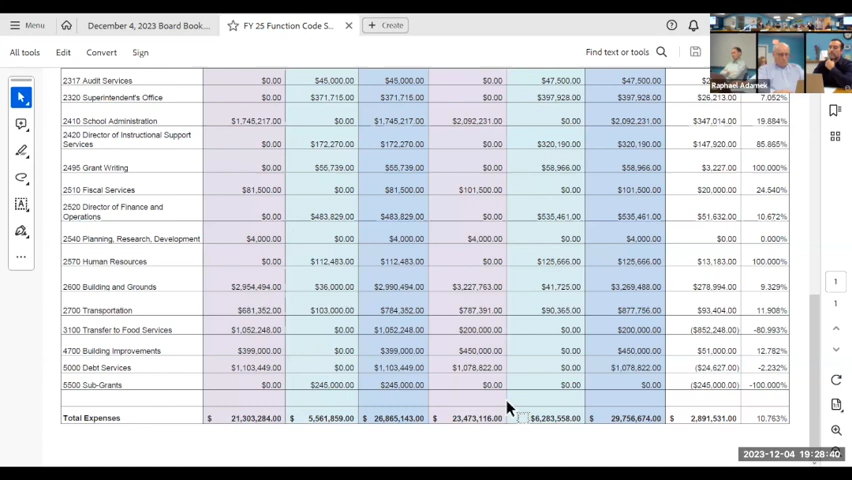 Menu
December 4, 2023 Board Book...
FY 25 Function Code S...
Create
All tools Edit Convert Sign Find text or tools
Raphael Adamek
2317 Audit Services $0.00 $45,000.00 $45,000.00 $0.00 $47,500.00 $47,500.00
2320 Superintendent's Office $0.00 $371,715.00 $371,715.00 $0.00 $397,928.00 $397,928.00 $26,213.00 7.052%
2410 School Administration $1,745,217.00 $0.00 $1,745,217.00 $2,092,231.00 $0.00 $2,092,231.00 $347,014.00 19.884%
2420 Director of Instructional Support
Services $0.00 $172,270.00 $172,270.00 $0.00 $320,190.00 $320,190.00 $147,920.00 85.865%
2495 Grant Writing $0.00 $55,739.00 $55,739.00 $0.00 $58,966.00 $58,966.00 $3,227.00 100.000%
2510 Fiscal Services $81,500.00 $0.00 $81,500.00 $101,500.00 $0.00 $101,500.00 $20,000.00 24.540%
2520 Director of Finance and
Operations $0.00 $483,829.00 $483,829.00 $0.00 $535,461.00 $535,461.00 $51,632.00 10.672%
2540 Planning, Research, Development $4,000.00 $0.00 $4,000.00 $4,000.00 $0.00 $4,000.00 $0.00 0.000%
2570 Human Resources $0.00 $112,483.00 $112,483.00 $0.00 $125,666.00 $125,666.00 $13,183.00 100.000%
2600 Building and Grounds $2,954,494.00 $36,000.00 $2,990,494.00 $3,227,763.00 $41,725.00 $3,269,488.00 $278,994.00 9.329%
2700 Transportation $681,352.00 $103,000.00 $784,352.00 $787,391.00 $90,365.00 $877,756.00 $93,404.00 11.908%
3100 Transfer to Food Services $1,052,248.00 $0.00 $1,052,248.00 $200,000.00 $0.00 $200,000.00 ($852,248.00) -80.993%
4700 Building Improvements $399,000.00 $0.00 $399,000.00 $450,000.00 $0.00 $450,000.00 $51,000.00 12.782%
5000 Debt Services $1,103,449.00 $0.00 $1,103,449.00 $1,078,822.00 $0.00 $1,078,822.00 ($24,627.00) -2.232%
5500 Sub-Grants $0.00 $245,000.00 $245,000.00 $0.00 $0.00 $0.00 ($245,000.00) -100.000%
Total Expenses $ 21,303,284.00 $ 5,561,859.00 $ 26,865,143.00 $ 23,473,116.00 $6,283,558.00 $ 29,756,674.00 $ 2,891,531.00 10.763%
1
1
2023-12-04 19:28:40